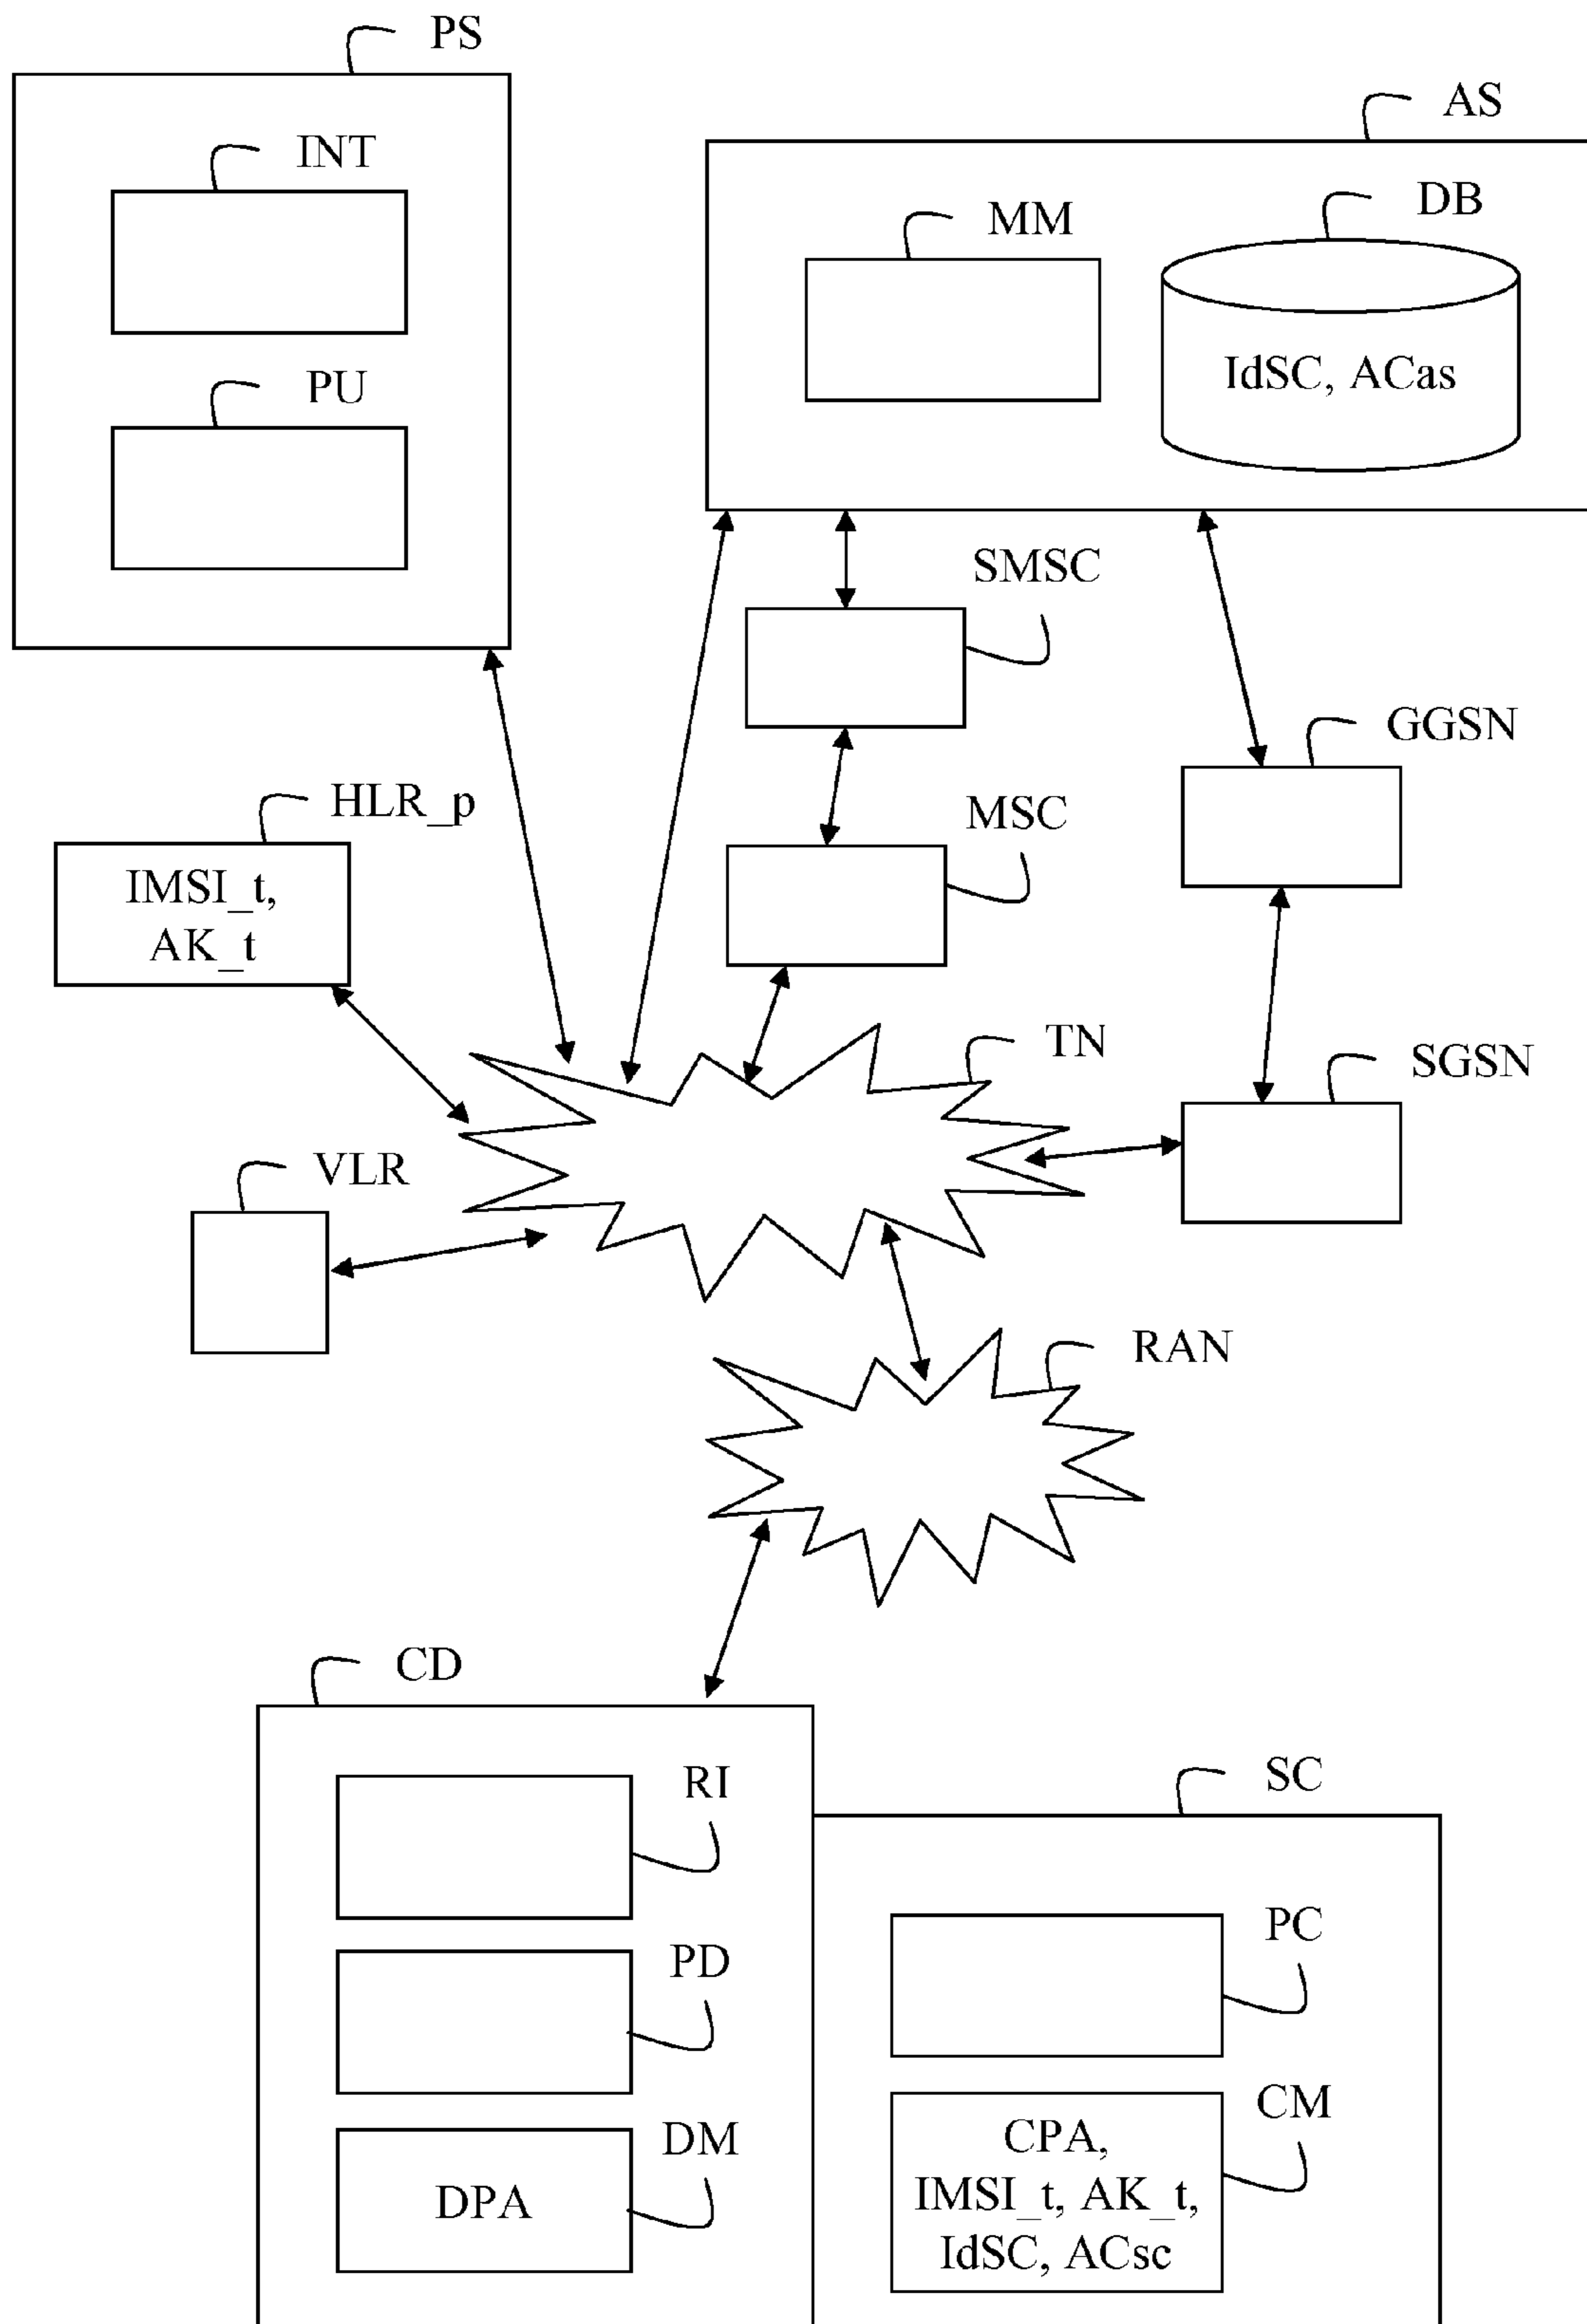 PS
AS
INT
DB
MM
IdSC, ACas
PU
SMSC
GGSN
HLR_p
MSC
IMSI_t,
AK_t
TN
SGSN
VLR
RAN
CD
SC
RI
PC
PD
CM
DM
CPA,
IMSI_t, AK_t,
IdSC, ACsc
DPA